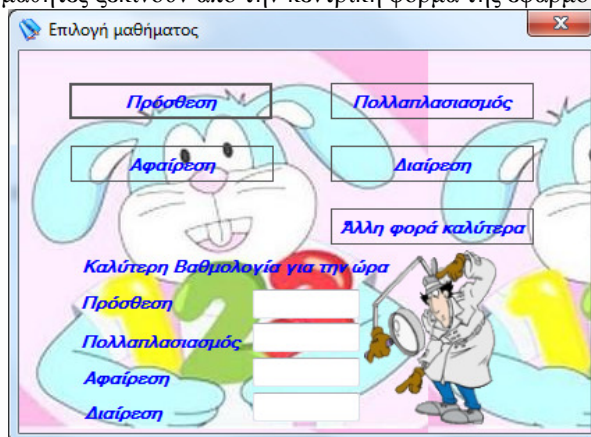 μαθητές ξεκινούν από την κεντρική φόρμα της εφαρμο
Επιλογή μαθήματος
Πρόσθεση
Πολλαπλασιασμός
Αφαίρεση
Διαίρεση
Άλλη φορά καλύτερα
Καλύτερη Βαθμολογία για την ώρα
Πρόσθεση
Πολλαπλασιασμός
Αφαίρεση
Διαίρεση